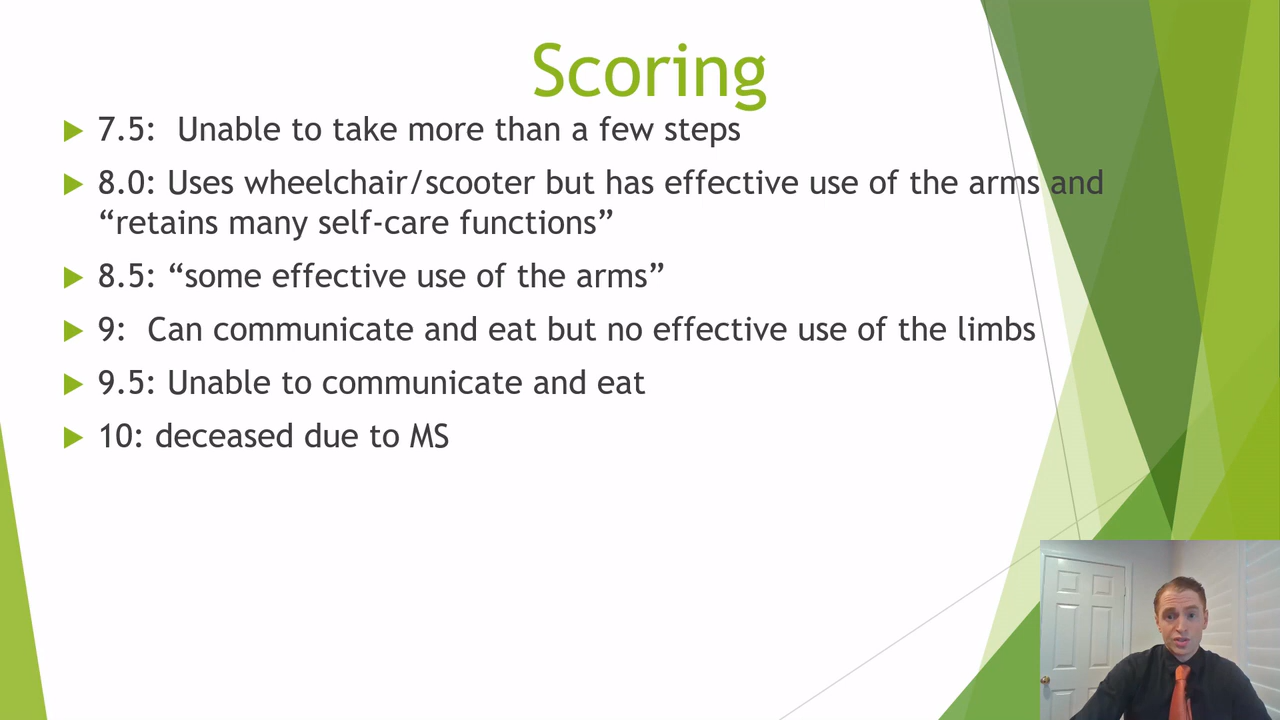 Scoring
7.5:  Unable to take more than a few steps
8.0: Uses wheelchair/scooter but has effective use of the arms and
“retains many self-care functions”
8.5: “some effective use of the arms”
9:  Can communicate and eat but no effective use of the limbs
9.5: Unable to communicate and eat
10: deceased due to MS